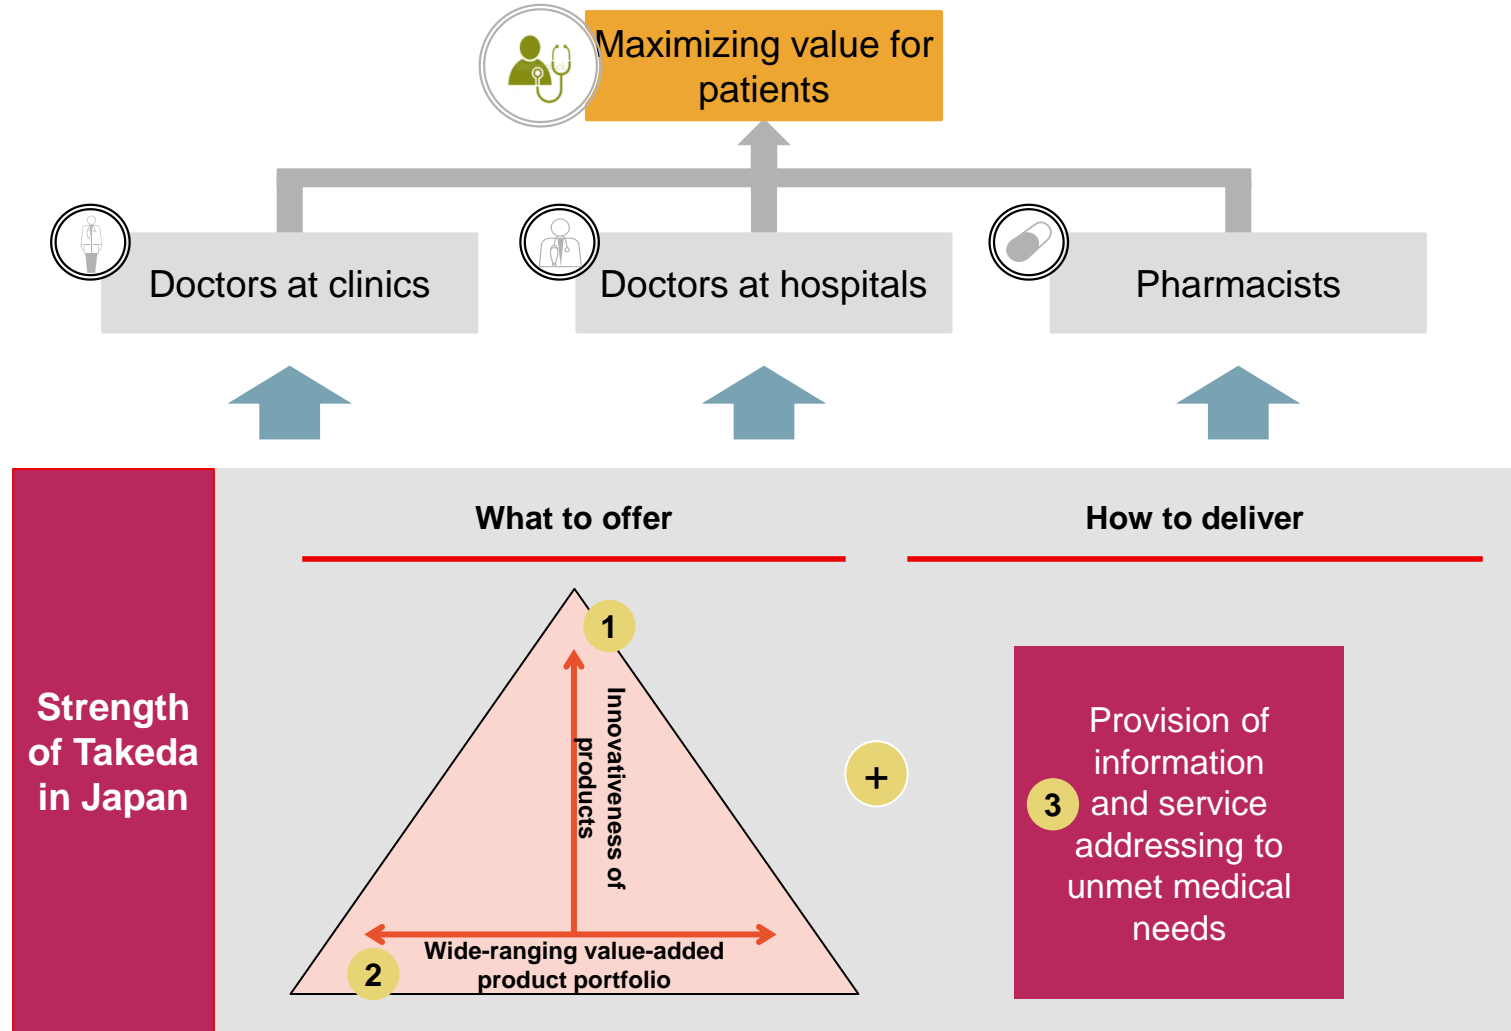 Maximizing value for
patients
Doctors at clinics
Doctors at hospitals
Pharmacists
Strength
of Takeda
in Japan
What to offer
How to deliver
1
Innovativeness of
products
2
Wide-ranging value-added
product portfolio
+
3
Provision of
information
and service
addressing to
unmet medical
needs